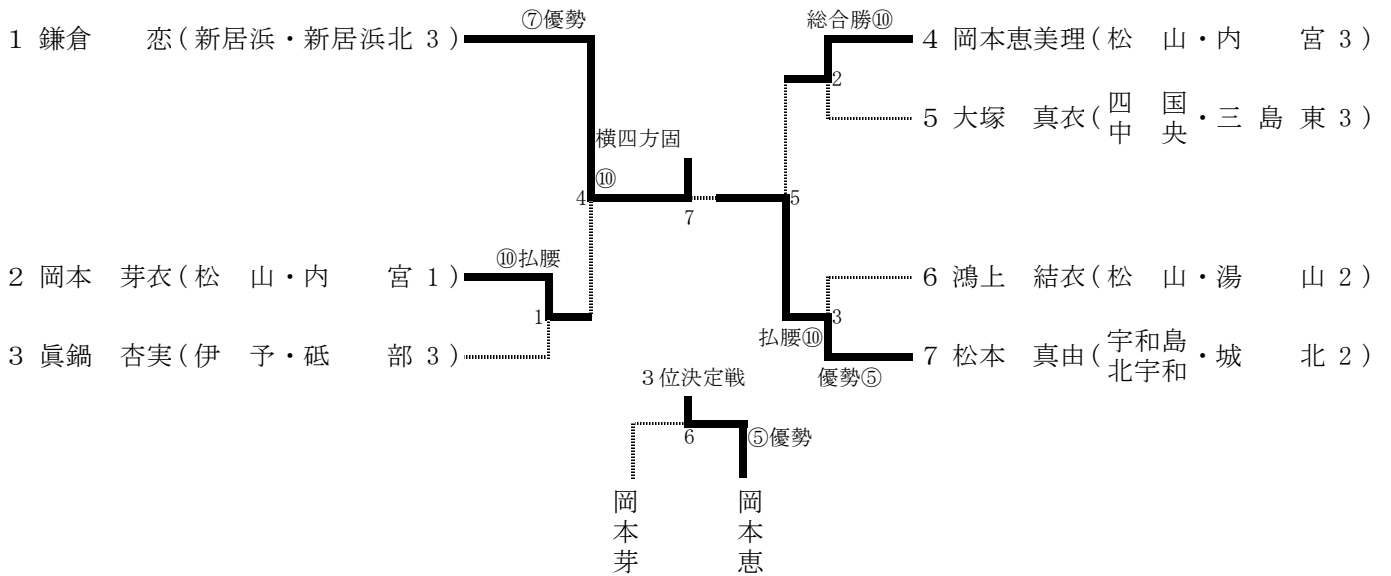 ⑦優勢
総合勝⑩
1 鎌倉 恋(新居浜・新居浜北 3)
4 岡本恵美理(松 山・内 宮 3)
2
5 大塚 真衣(四国中央・三 島 東 3)
横四方固
⑩
4
5
7
⑩払腰
2 岡本 芽衣(松 山・内 宮 1)
6 鴻上 結衣(松 山・湯 山 2)
1
3
払腰⑩
3 眞鍋 杏実(伊 予・砥 部 3)
7 松本 真由(宇和島北宇和・城 北 2)
3位決定戦
優勢⑤
6
⑤優勢
岡本芽
岡本恵